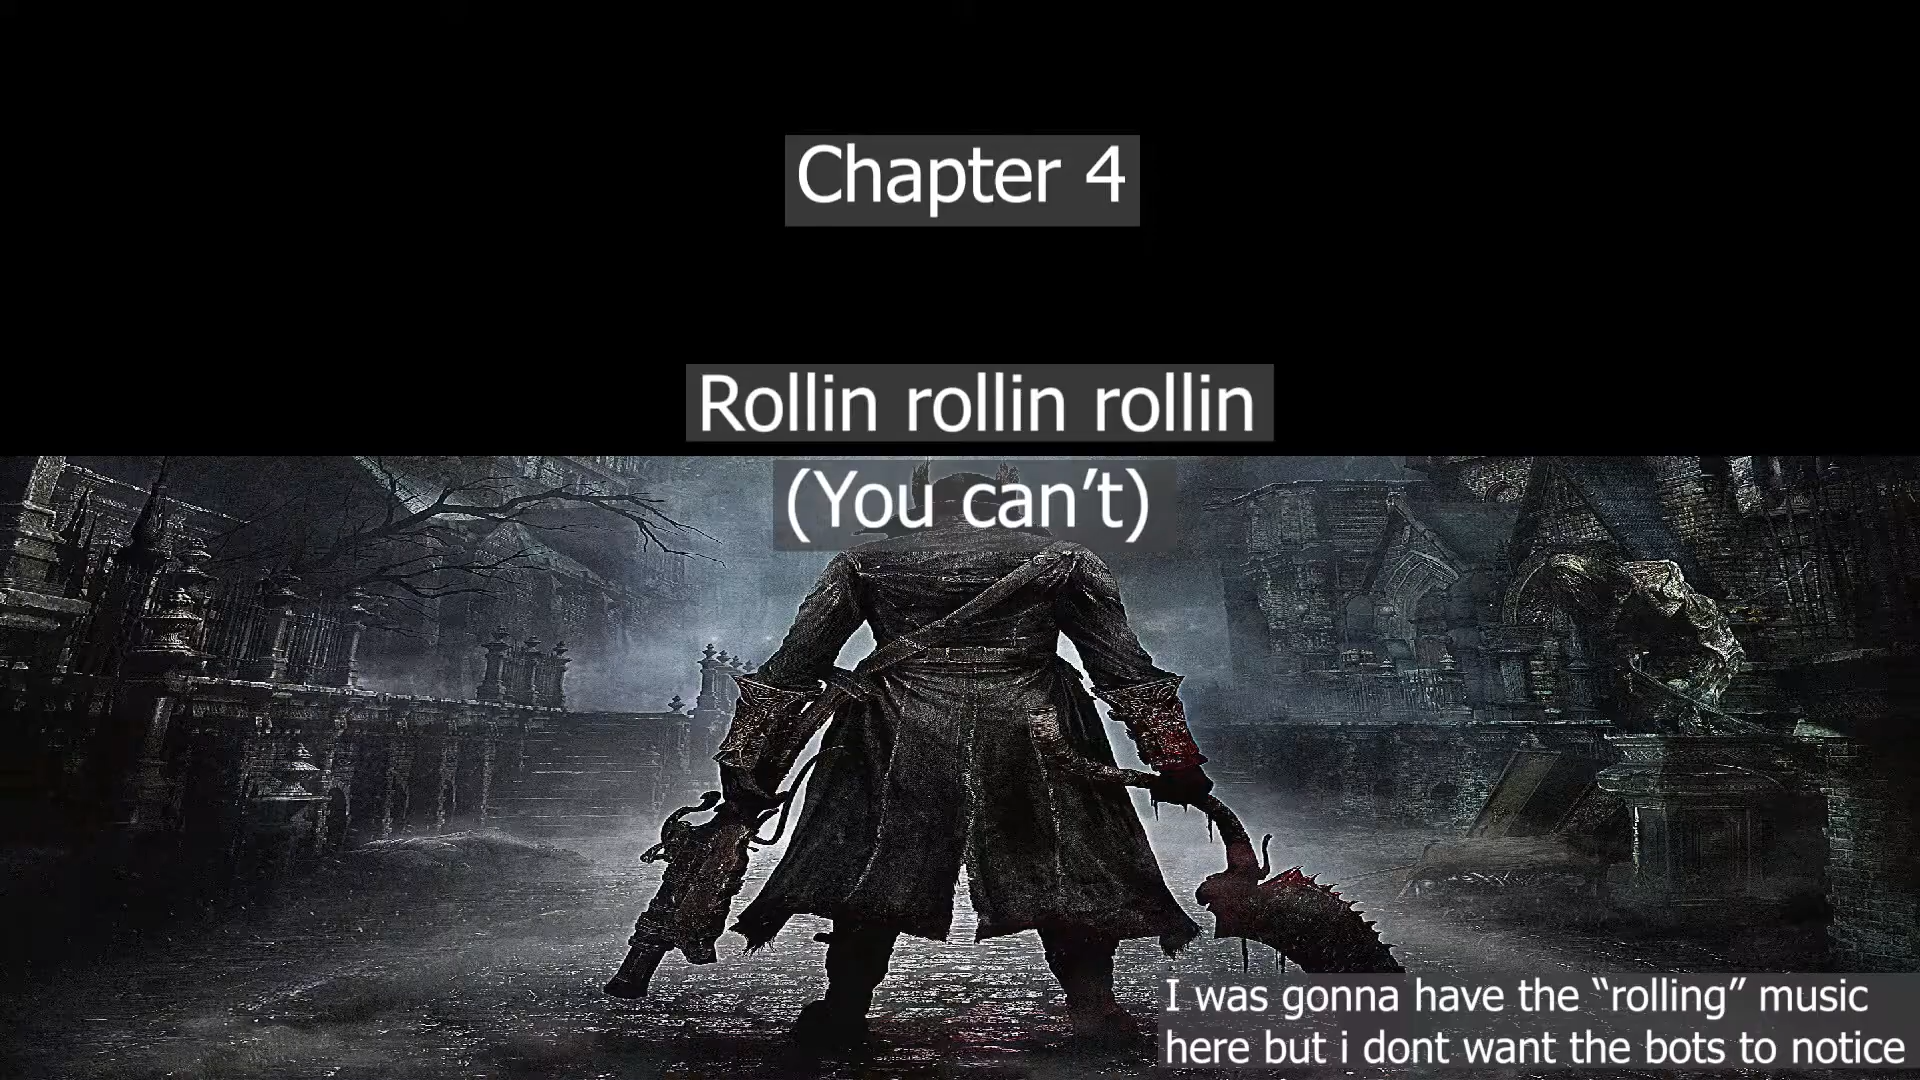 Chapter 4
Rollin rollin rollin
(You can’t)
I was gonna have the “rolling” music
here but i dont want the bots to notice